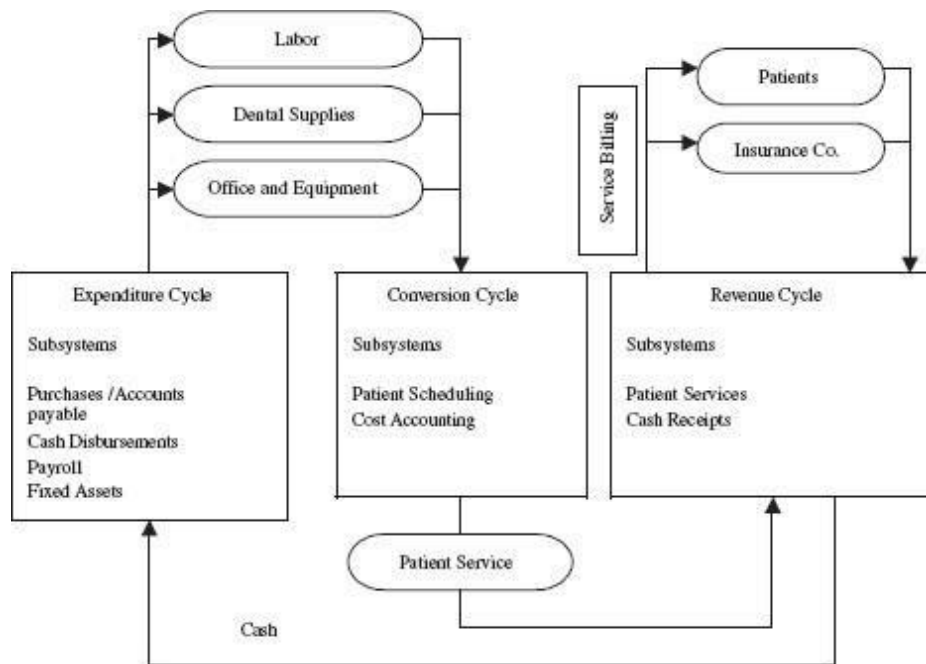 Labor
Dental Supplies
Office and Equipment
Service Billing
Patients
Insurance Co.
Expenditure Cycle
Subsystems
Purchases /Accounts
payable
Cash Disbursements
Payroll
Fixed Assets
Conversion Cycle
Subsystems
Patient Scheduling
Cost Accounting
Revenue Cycle
Subsystems
Patient Services
Cash Receipts
Patient Service
Cash